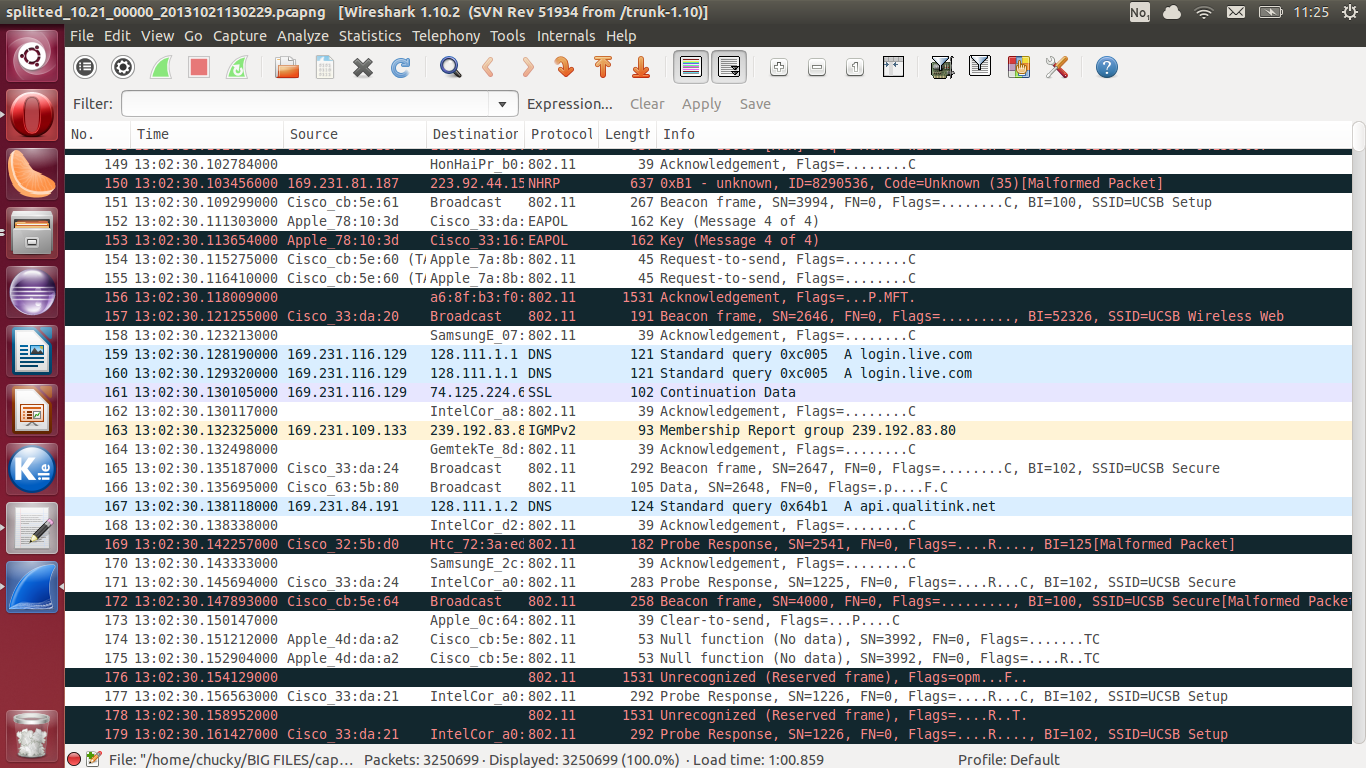 splitted_10.21_00000_20131021130229.pcapng   [Wireshark 1.10.2  (SVN Rev 51934 from /trunk-1.10)]
No, 11:25
File Edit View Go Capture Analyze Statistics Telephony Tools Internals Help
Filter: Expression... Clear Apply Save
No. Time Source Destination Protocol Length Info
149 13:02:30.102784000 HonHaiPr_b0: 802.11 39 Acknowledgement, Flags=........C
150 13:02:30.103456000 169.231.81.187 223.92.44.15 NHRP 637 0xB1 - unknown, ID=8290536, Code=Unknown (35)[Malformed Packet]
151 13:02:30.109299000 Cisco_cb:5e:61 Broadcast 802.11 267 Beacon frame, SN=3994, FN=0, Flags=........C, BI=100, SSID=UCSB Setup
152 13:02:30.111303000 Apple_78:10:3d Cisco_33:da: EAPOL 162 Key (Message 4 of 4)
153 13:02:30.113654000 Apple_78:10:3d Cisco_33:16: EAPOL 162 Key (Message 4 of 4)
154 13:02:30.115275000 Cisco_cb:5e:60 (TA Apple_7a:8b: 802.11 45 Request-to-send, Flags=........C
155 13:02:30.116410000 Cisco_cb:5e:60 (TA Apple_7a:8b: 802.11 45 Request-to-send, Flags=........C
156 13:02:30.118009000 a6:8f:b3:f0: 802.11 1531 Acknowledgement, Flags=...P.MFT.
157 13:02:30.121255000 Cisco_33:da:20 Broadcast 802.11 191 Beacon frame, SN=2646, FN=0, Flags=........., BI=52326, SSID=UCSB Wireless Web
158 13:02:30.123213000 SamsungE_07: 802.11 39 Acknowledgement, Flags=........C
159 13:02:30.128190000 169.231.116.129 128.111.1.1 DNS 121 Standard query 0xc005  A login.live.com
160 13:02:30.129320000 169.231.116.129 128.111.1.1 DNS 121 Standard query 0xc005  A login.live.com
161 13:02:30.130105000 169.231.116.129 74.125.224.6 SSL 102 Continuation Data
162 13:02:30.130117000 IntelCor_a8: 802.11 39 Acknowledgement, Flags=........C
163 13:02:30.132325000 169.231.109.133 239.192.83.8 IGMPv2 93 Membership Report group 239.192.83.80
164 13:02:30.132498000 GemtekTe_8d: 802.11 39 Acknowledgement, Flags=........C
165 13:02:30.135187000 Cisco_33:da:24 Broadcast 802.11 292 Beacon frame, SN=2647, FN=0, Flags=........C, BI=102, SSID=UCSB Secure
166 13:02:30.135695000 Cisco_63:5b:80 Broadcast 802.11 105 Data, SN=2648, FN=0, Flags=.p....F.C
167 13:02:30.138118000 169.231.84.191 128.111.1.2 DNS 124 Standard query 0x64b1  A api.qualitink.net
168 13:02:30.138338000 IntelCor_d2: 802.11 39 Acknowledgement, Flags=........C
169 13:02:30.142257000 Cisco_32:5b:d0 Htc_72:3a:ed 802.11 182 Probe Response, SN=2541, FN=0, Flags=....R...., BI=125[Malformed Packet]
170 13:02:30.143333000 SamsungE_2c: 802.11 39 Acknowledgement, Flags=........C
171 13:02:30.145694000 Cisco_33:da:24 IntelCor_a0: 802.11 283 Probe Response, SN=1225, FN=0, Flags=....R...C, BI=102, SSID=UCSB Secure
172 13:02:30.147893000 Cisco_cb:5e:64 Broadcast 802.11 258 Beacon frame, SN=4000, FN=0, Flags=........., BI=100, SSID=UCSB Secure[Malformed Packe
173 13:02:30.150147000 Apple_0c:64: 802.11 39 Clear-to-send, Flags=...P....C
174 13:02:30.151212000 Apple_4d:da:a2 Cisco_cb:5e: 802.11 53 Null function (No data), SN=3992, FN=0, Flags=.......TC
175 13:02:30.152904000 Apple_4d:da:a2 Cisco_cb:5e: 802.11 53 Null function (No data), SN=3992, FN=0, Flags=....R..TC
176 13:02:30.154129000 802.11 1531 Unrecognized (Reserved frame), Flags=opm...F..
177 13:02:30.156563000 Cisco_33:da:21 IntelCor_a0: 802.11 292 Probe Response, SN=1226, FN=0, Flags=....R...C, BI=102, SSID=UCSB Setup
178 13:02:30.158952000 802.11 1531 Unrecognized (Reserved frame), Flags=....R..T.
179 13:02:30.161427000 Cisco_33:da:21 IntelCor_a0: 802.11 292 Probe Response, SN=1226, FN=0, Flags=....R...C, BI=102, SSID=UCSB Setup
File: "/home/chucky/BIG FILES/cap... Packets: 3250699 · Displayed: 3250699 (100.0%) · Load time: 1:00.859 Profile: Default